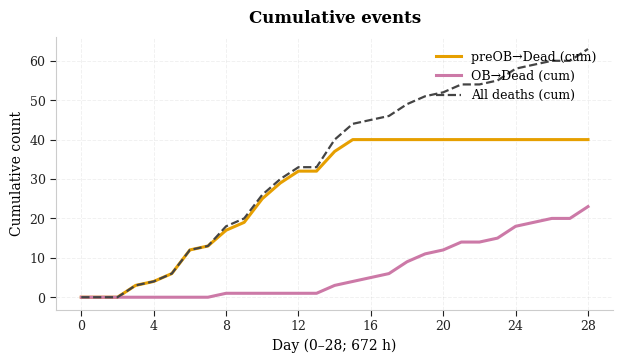 Cumulative events
preOB→Dead (cum)
OB→Dead (cum)
All deaths (cum)
Cumulative count
60
50
40
30
20
10
0
0 4 8 12 16 20 24 28
Day (0–28; 672 h)